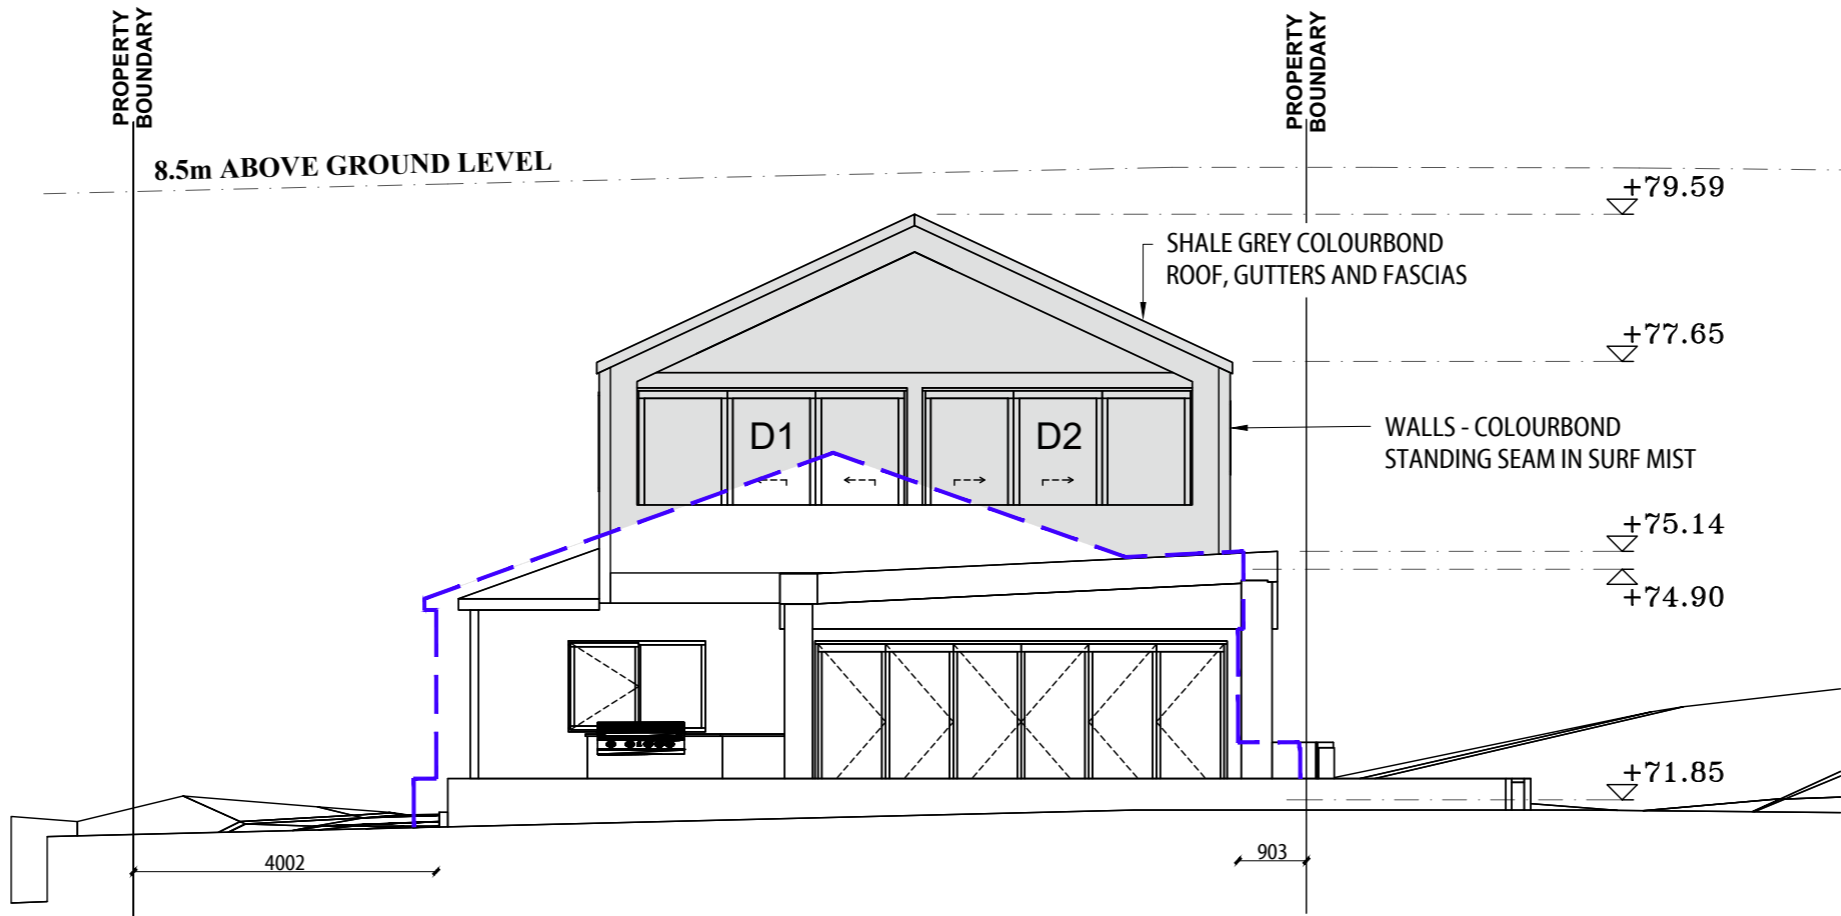 PROPERTY
BOUNDARY
PROPERTY
BOUNDARY
8.5m ABOVE GROUND LEVEL
+79.59
SHALE GREY COLOURBOND
ROOF, GUTTERS AND FASCIAS
+77.65
D1
D2
WALLS - COLOURBOND
STANDING SEAM IN SURF MIST
+75.14
+74.90
+71.85
4002
903